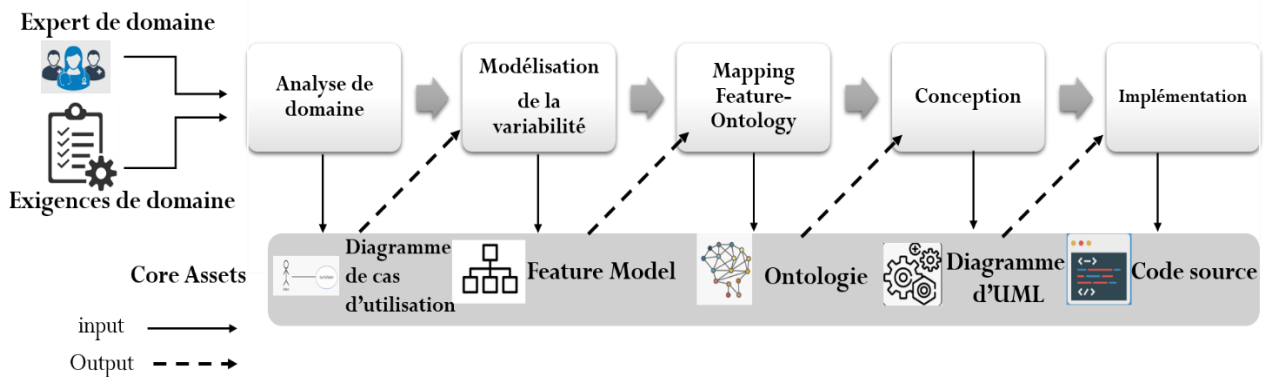 Expert de domaine
Exigences de domaine
Analyse de
domaine
Modélisation
de la
variabilité
Mapping
Feature-
Ontology
Conception
Implémentation
Core Assets
Diagramme
de cas
d'utilisation
Feature Model
Ontologie
Diagramme
d'UML
Code source
input
Output